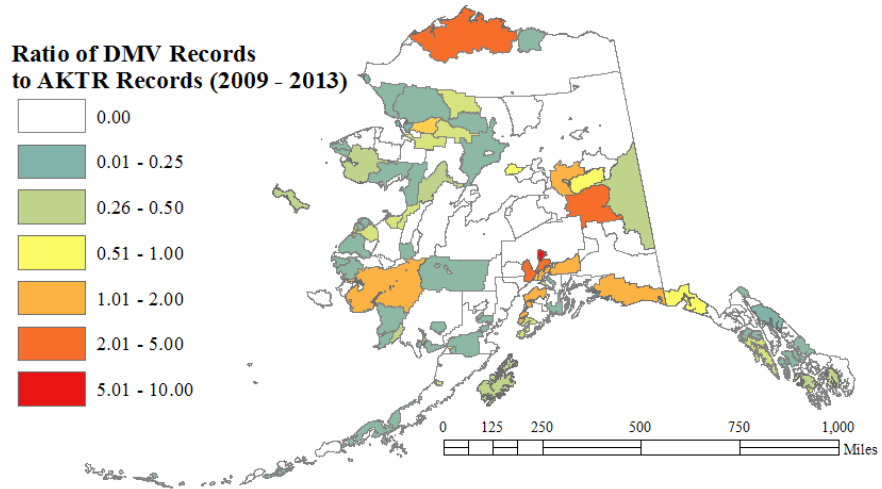 Ratio of DMV Records
to AKTR Records (2009 - 2013)
0.00
0.01 - 0.25
0.26 - 0.50
0.51 - 1.00
1.01 - 2.00
2.01 - 5.00
5.01 - 10.00
0 125 250 500 750 1,000
Miles